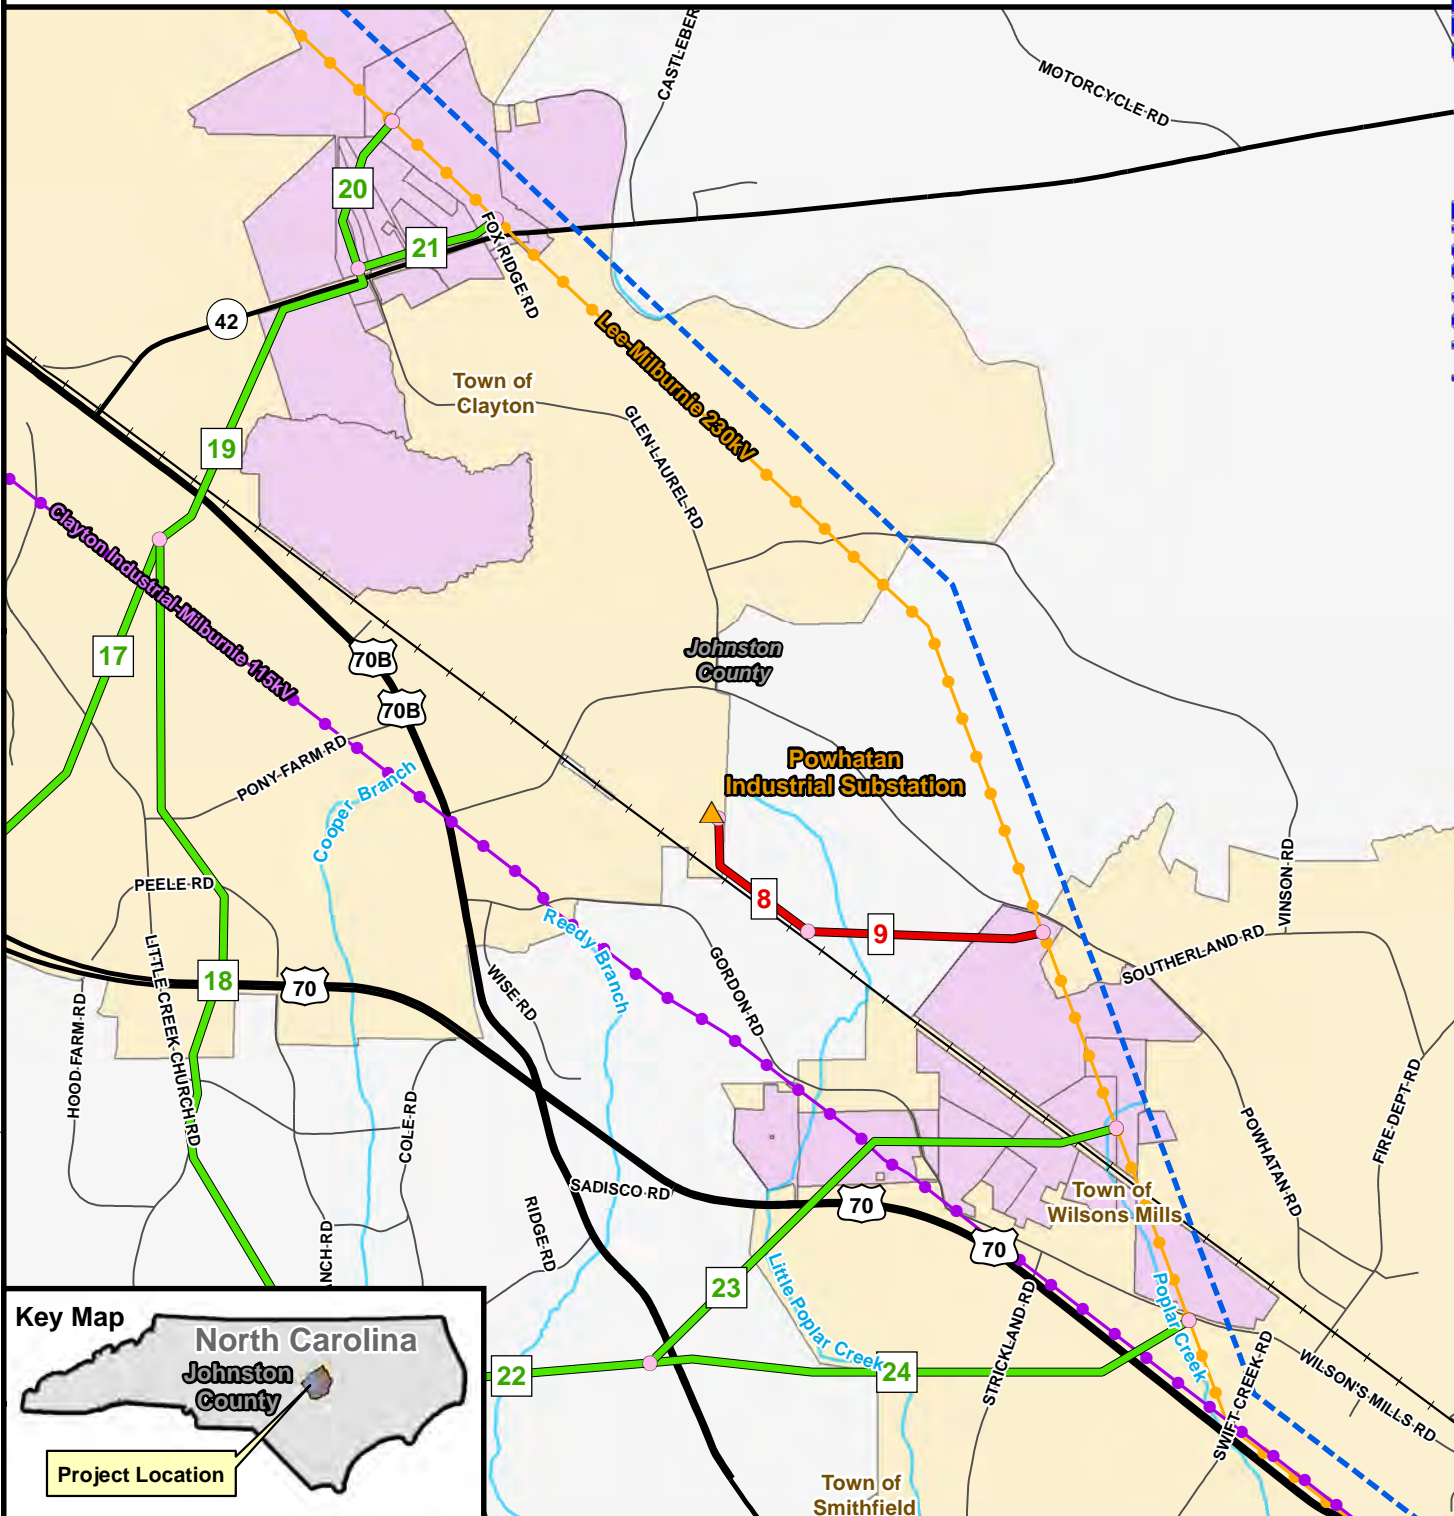 CASTLEBER
MOTORCYCLE RD
20
21
FOX RIDGE RD
42
Lee-Milburnie 230kV
Town of
Clayton
GLEN LAUREL RD
19
Clayton Industrial-Milburnie 115kV
17
70B
70B
Johnston
County
PONY FARM RD
Cooper Branch
Powhatan
Industrial Substation
8
9
VINSON RD
PEELE RD
SOUTHERLAND RD
Reedy Branch
GORDON RD
WISE RD
18
70
HOOD FARM RD
LITTLE CREEK CHURCH RD
COLE RD
POWHATAN RD
FIRE DEPT RD
SADISCO RD
70
Town of
Wilsons Mills
RIDGE RD
NCH RD
70
23
Little Poplar Creek
STRICKLAND RD
Poplar Creek
22
24
SWIFT CREEK RD
WILSON'S MILLS RD
Town of
Smithfield
Key Map
North Carolina
Johnston
County
Project Location